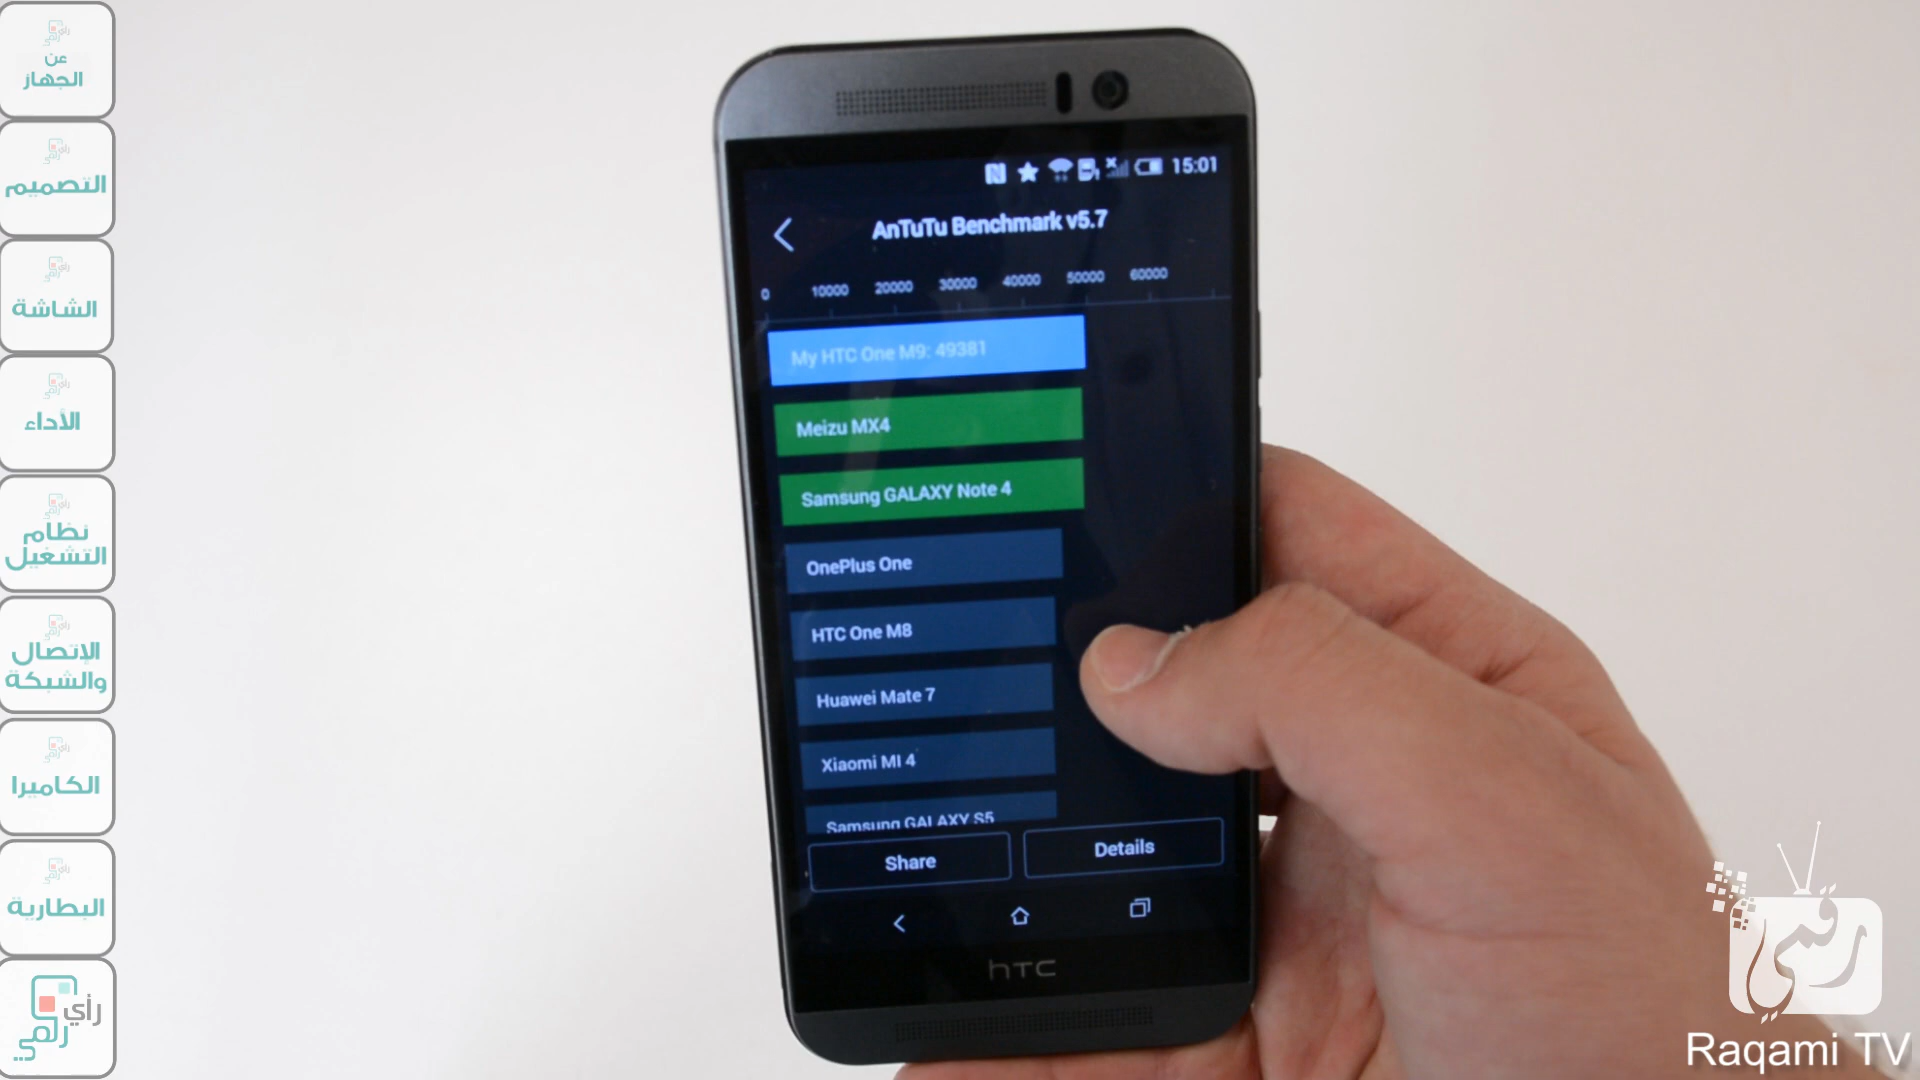 عن
الجهاز
التصميم
الشاشة
الأداء
نظام
التشغيل
الإتصال
والشبكة
الكاميرا
البطارية
رأي
رقمي
15:01
AnTuTu Benchmark v5.7
0 10000 20000 30000 40000 50000 60000
My HTC One M9: 49381
Meizu MX4
Samsung GALAXY Note 4
OnePlus One
HTC One M8
Huawei Mate 7
Xiaomi MI 4
Samsung GALAXY S5
Share Details
hTC
رقمي
Raqami TV